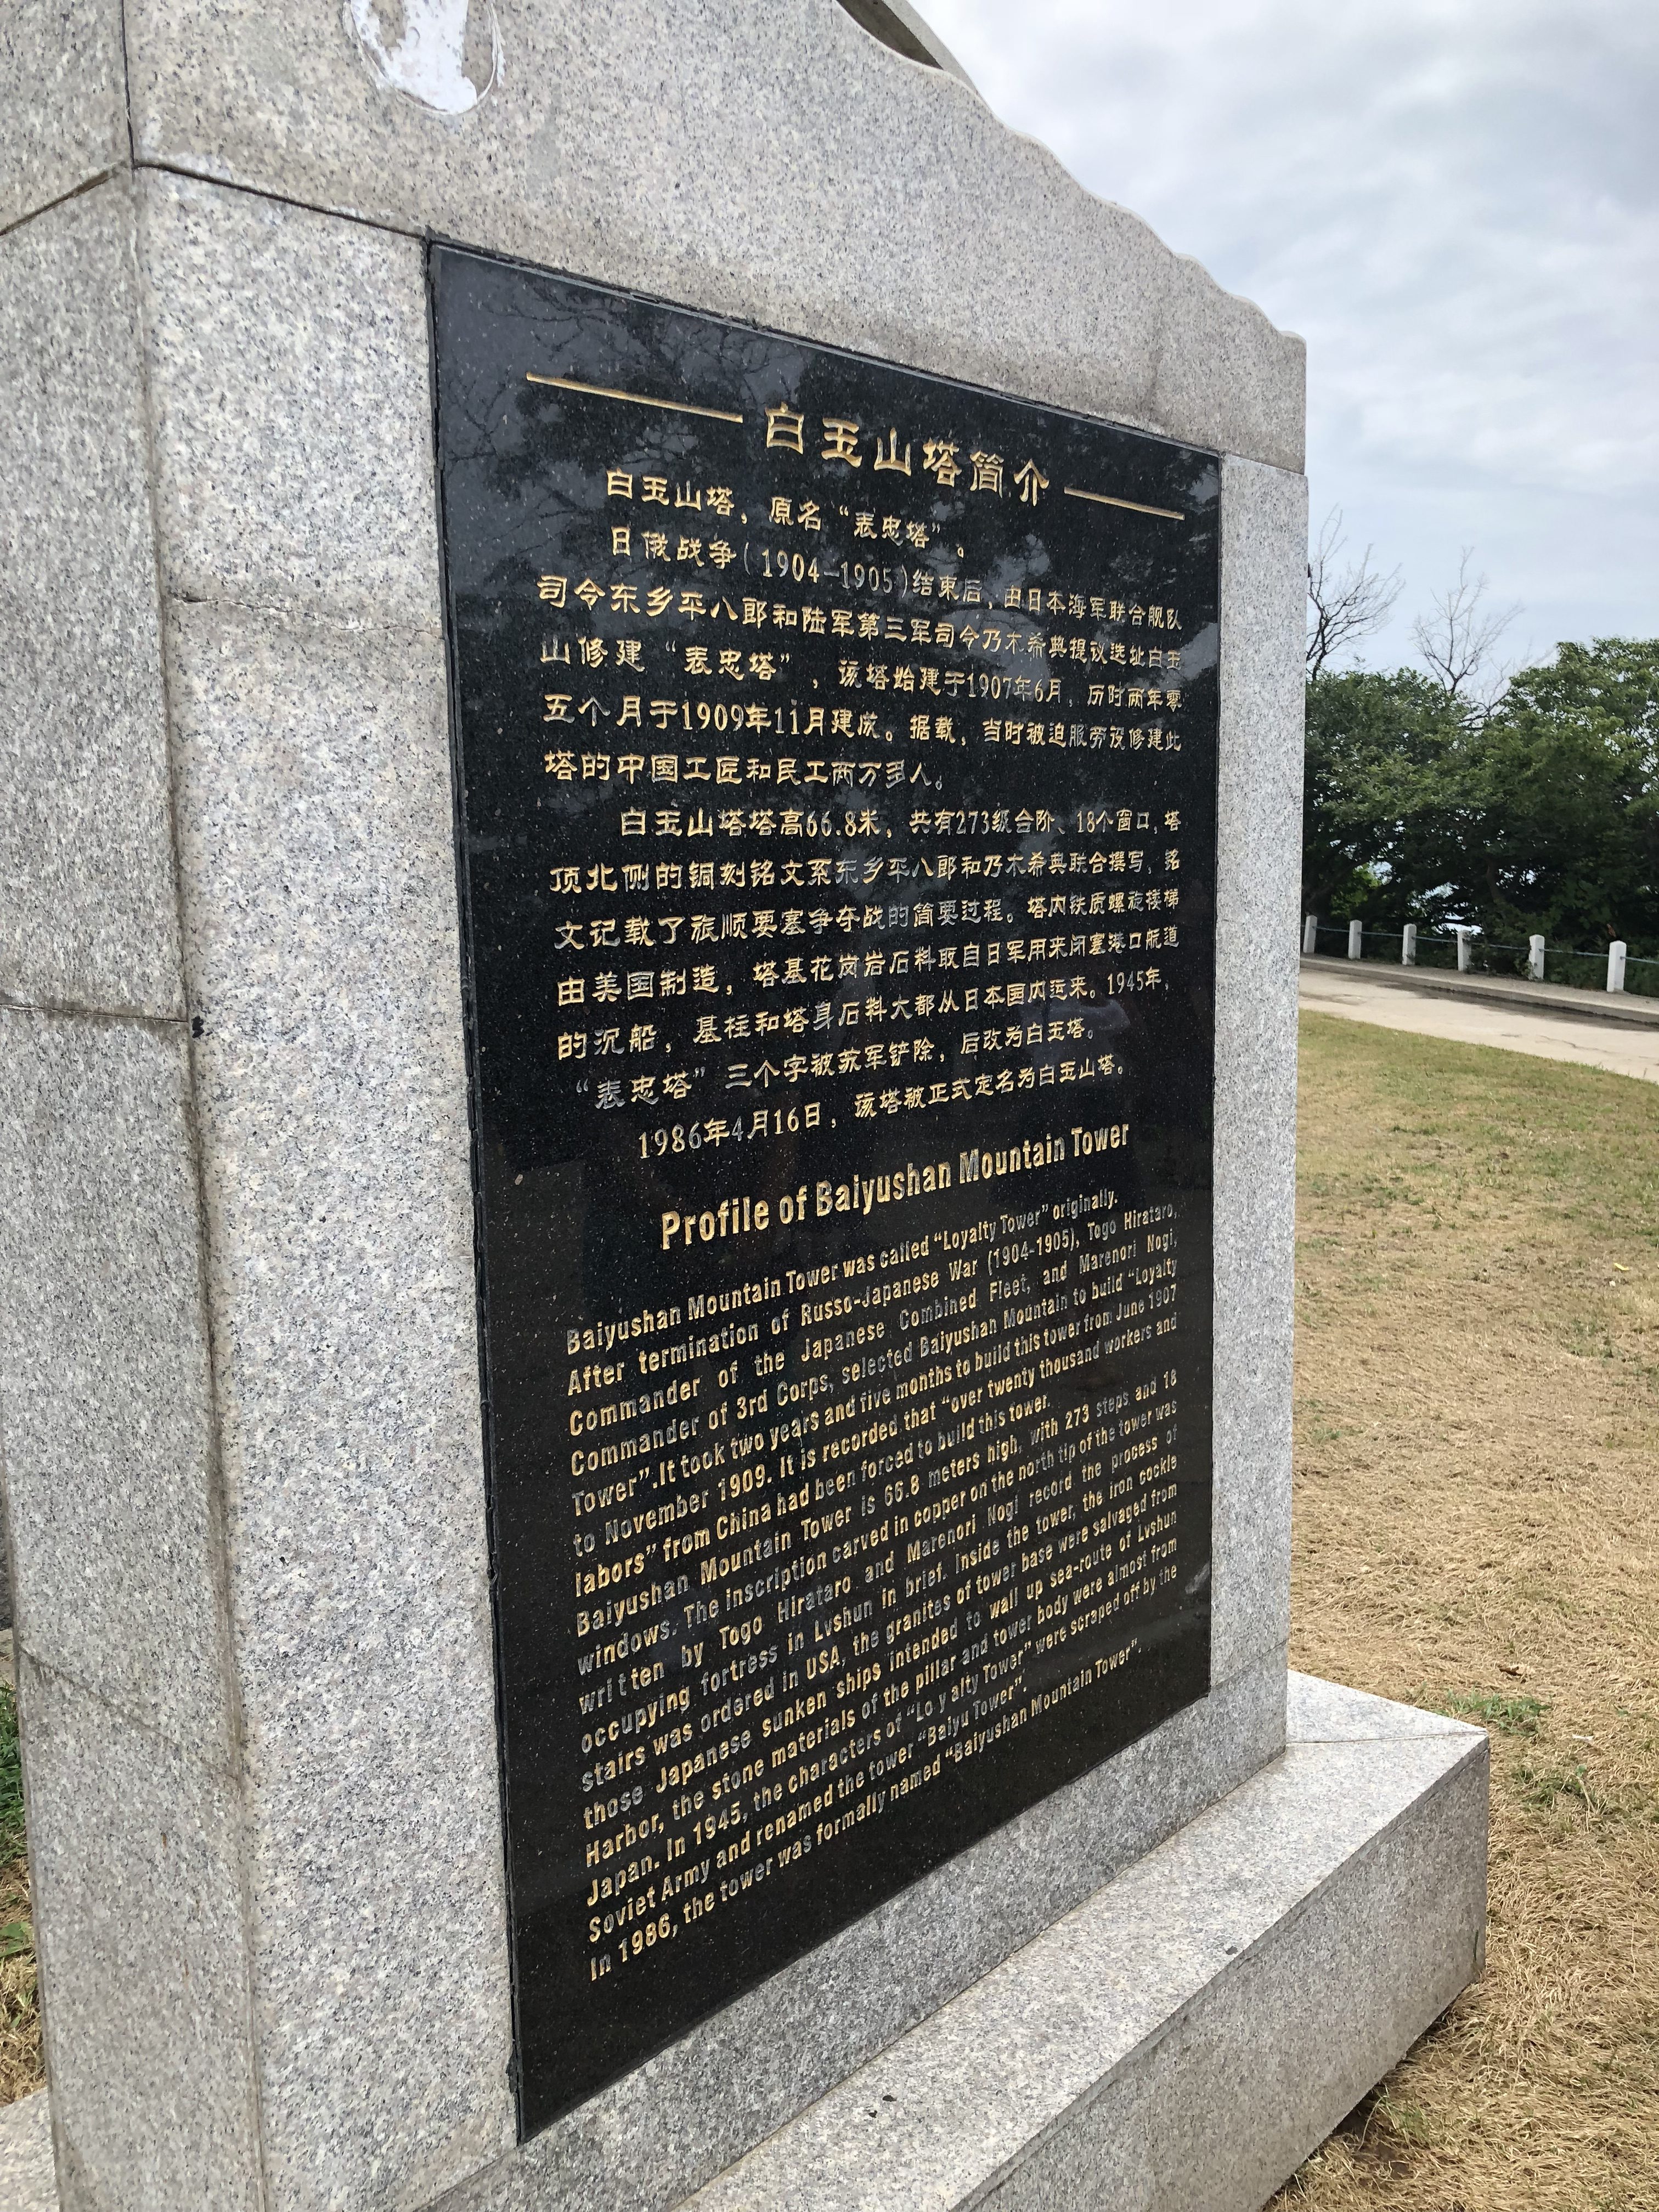 白玉山塔简介
白玉山塔，原名“表忠塔”。
日俄战争(1904-1905)结束后，由日本海军联合舰队
司令东乡平八郎和陆军第三军司令乃木希典提议选址白玉
山修建“表忠塔”，该塔始建于1907年6月，历时两年零
五个月于1909年11月建成。据载，当时被迫服劳役修建此
塔的中国工匠和民工两万多人。
白玉山塔塔高66.8米，共有273级台阶、18个窗口，塔
顶北侧的铜刻铭文系东乡平八郎和乃木希典联合撰写，铭
文记载了旅顺要塞争夺战的简要过程。塔内铁质螺旋楼梯
由美国制造，塔基花岗岩石料取自日军用来闭塞港口航道
的沉船，基柱和塔身石料大都从日本国内运来。1945年，
“表忠塔”三个字被苏军铲除，后改为白玉塔。
1986年4月16日，该塔被正式定名为白玉山塔。
Profile of Baiyushan Mountain Tower
Baiyushan Mountain Tower was called “Loyalty Tower” originally.
After termination of Russo-Japanese War (1904-1905), Togo Hirataro,
Commander of the Japanese Combined Fleet, and Marenori Nogi,
Commander of 3rd Corps, selected Baiyushan Mountain to build “Loyalty
Tower”.It took two years and five months to build this tower from June 1907
to November 1909. It is recorded that “over twenty thousand workers and
labors” from China had been forced to build this tower.
Baiyushan Mountain Tower is 66.8 meters high, with 273 steps and 18
windows. The inscription carved in copper on the north tip of the tower was
written by Togo Hirataro and Marenori Nogi record the process of
occupying fortress in Lvshun in brief. Inside the tower, the iron cockle
stairs was ordered in USA, the granites of tower base were salvaged from
those Japanese sunken ships intended to wall up sea-route of Lvshun
Harbor, the stone materials of the pillar and tower body were almost from
Japan. In 1945, the characters of “Lo y alty Tower” were scraped off by the
Soviet Army and renamed the tower “Baiyu Tower”.
In 1986, the tower was formally named “Baiyushan Mountain Tower”.